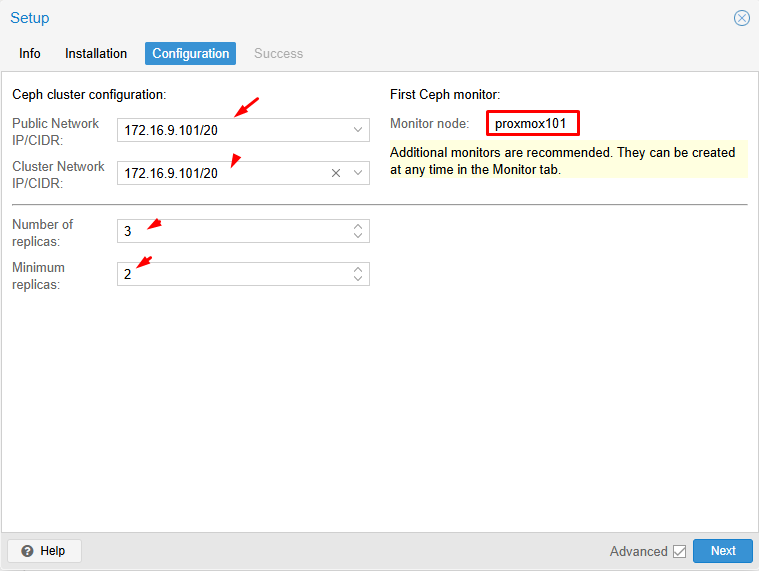 Setup
Info Installation Configuration Success
Ceph cluster configuration:
Public Network
IP/CIDR:
172.16.9.101/20
Cluster Network
IP/CIDR:
172.16.9.101/20
Number of
replicas:
3
Minimum
replicas:
2
First Ceph monitor:
Monitor node: proxmox101
Additional monitors are recommended. They can be created
at any time in the Monitor tab.
Help
Advanced
Next